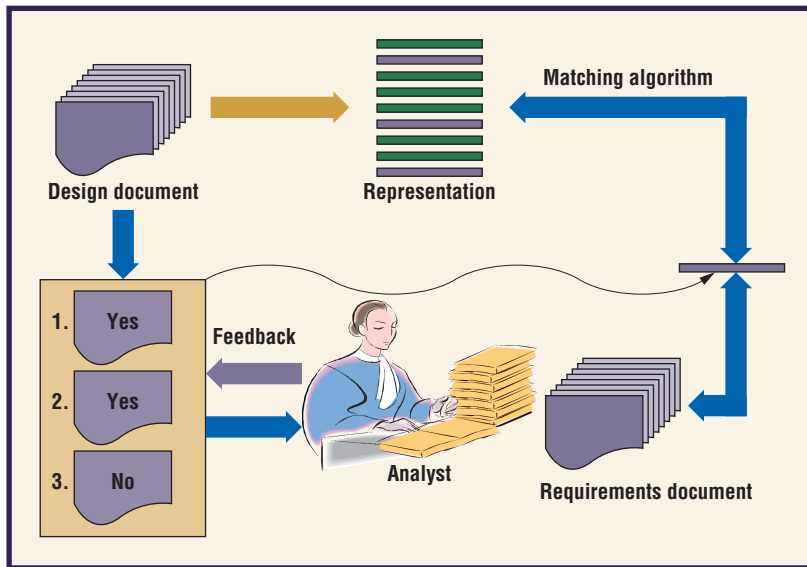 Matching algorithm
Design document
Representation
1. Yes
Feedback
2. Yes
3. No
Analyst
Requirements document